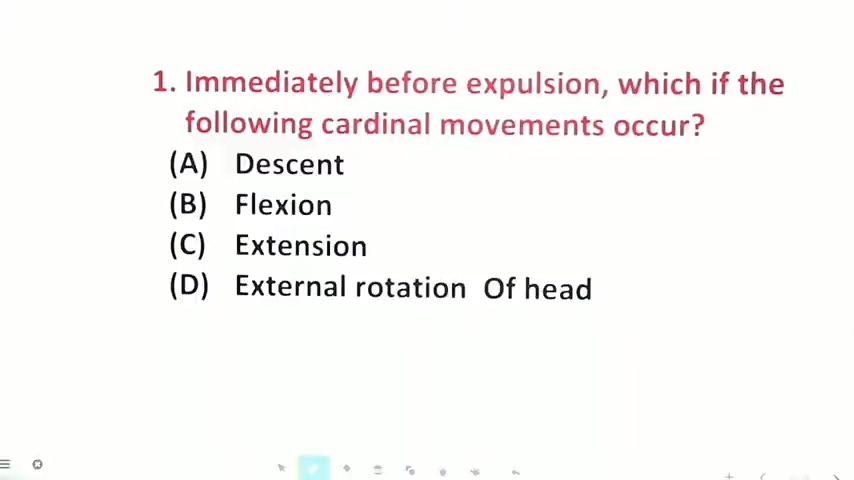 1. Immediately before expulsion, which if the
following cardinal movements occur?
(A) Descent
(B) Flexion
(C) Extension
(D) External rotation Of head